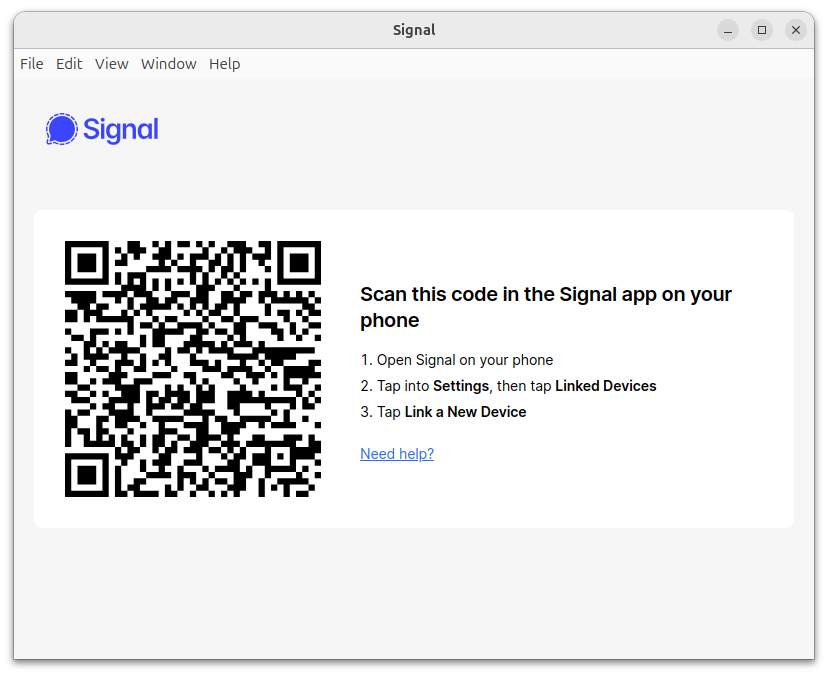 Signal
File Edit View Window Help
Signal
Scan this code in the Signal app on your
phone
1. Open Signal on your phone
2. Tap into Settings, then tap Linked Devices
3. Tap Link a New Device
Need help?